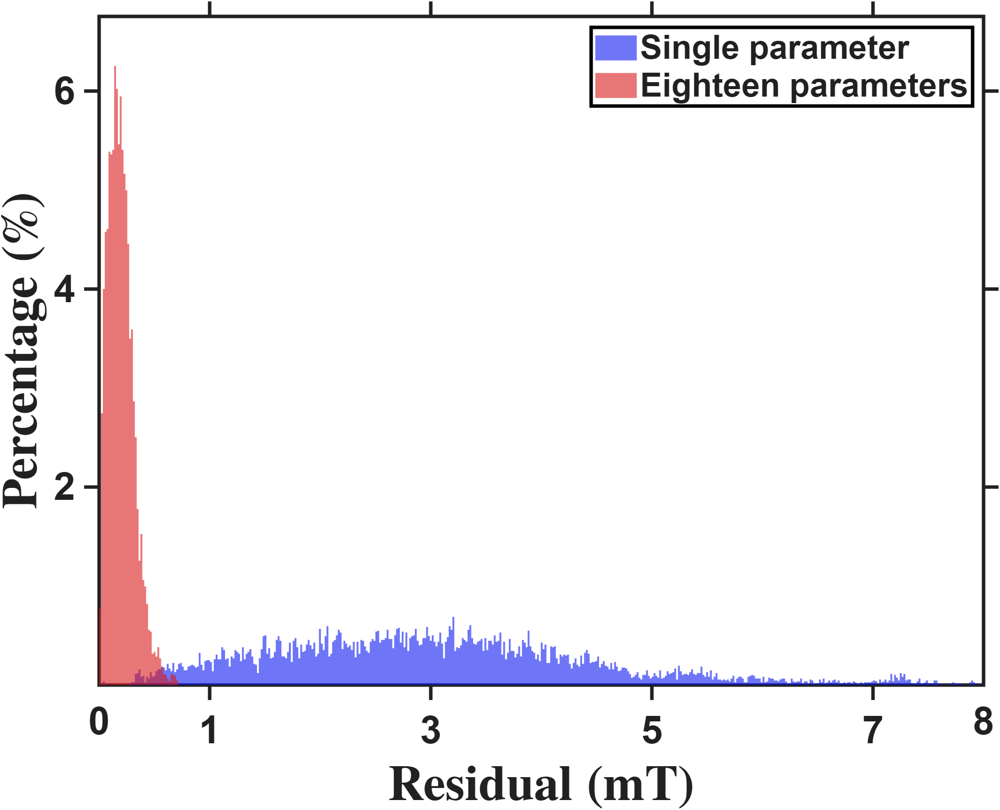 Single parameter
Eighteen parameters
6
4
2
Percentage (%)
0
1
3
5
7
8
Residual (mT)